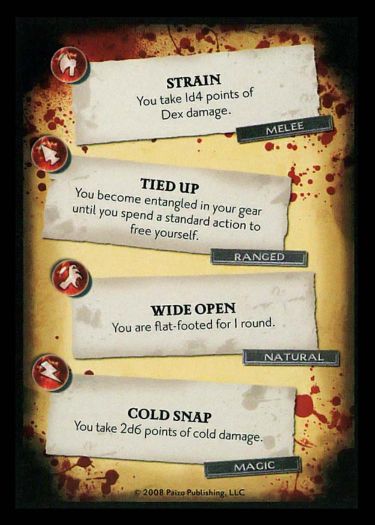 STRAIN
You take 1d4 points of
Dex damage.
MELEE
TIED UP
You become entangled in your gear
until you spend a standard action to
free yourself.
RANGED
WIDE OPEN
You are flat-footed for 1 round.
NATURAL
COLD SNAP
You take 2d6 points of cold damage.
MAGIC
© 2008 Paizo Publishing, LLC